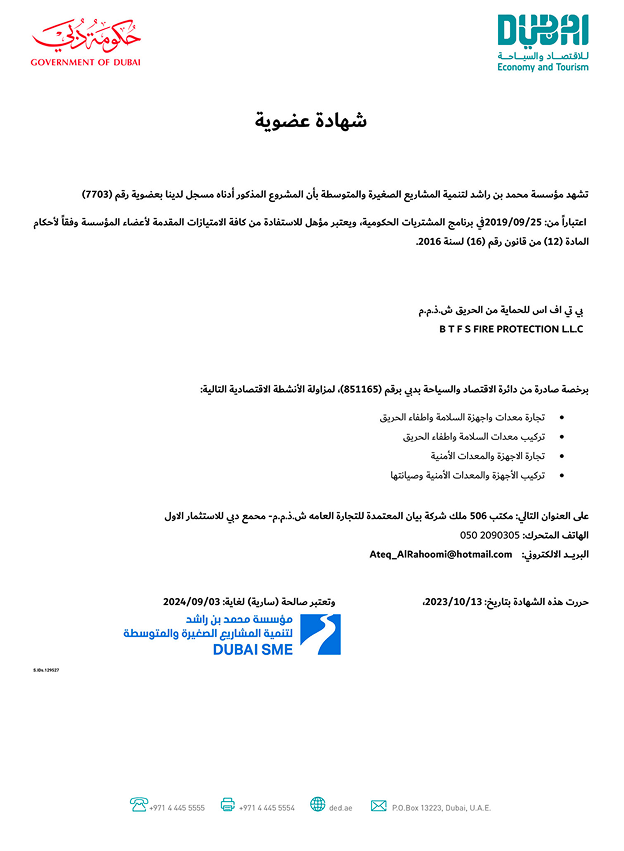 حكومة دبي
GOVERNMENT OF DUBAI
DUBAI
للاقتصاد والسياحة
Economy and Tourism
شهادة عضوية
تشهد مؤسسة محمد بن راشد لتنمية المشاريع الصغيرة والمتوسطة بأن المشروع المذكور أدناه مسجل لدينا بعضوية رقم (7703)
اعتباراً من: 2019/09/25في برنامج المشتريات الحكومية، ويعتبر مؤهل للاستفادة من كافة الامتيازات المقدمة لأعضاء المؤسسة وفقاً لأحكام
المادة (12) من قانون رقم (16) لسنة 2016.
بي تي اف اس للحماية من الحريق ش.ذ.م.م
B T F S FIRE PROTECTION L.L.C
برخصة صادرة من دائرة الاقتصاد والسياحة بدبي برقم (851165)، لمزاولة الأنشطة الاقتصادية التالية:
• تجارة معدات واجهزة السلامة واطفاء الحريق
• تركيب معدات السلامة واطفاء الحريق
• تجارة الاجهزة والمعدات الأمنية
• تركيب الأجهزة والمعدات الأمنية وصيانتها
على العنوان التالي: مكتب 506 ملك شركة بيان المعتمدة للتجارة العامه ش.ذ.م.م- محمع دبي للاستثمار الاول
الهاتف المتحرك: 2090305 050
البريـد الالكتروني: Ateq_AlRahoomi@hotmail.com
حررت هذه الشهادة بتاريخ: 2023/10/13، وتعتبر صالحة (سارية) لغاية: 2024/09/03
مؤسسة محمد بن راشد
لتنمية المشاريع الصغيرة والمتوسطة
DUBAI SME
S.IDs.129527
+971 4 445 5555 +971 4 445 5554 ded.ae P.O.Box 13223, Dubai, U.A.E.